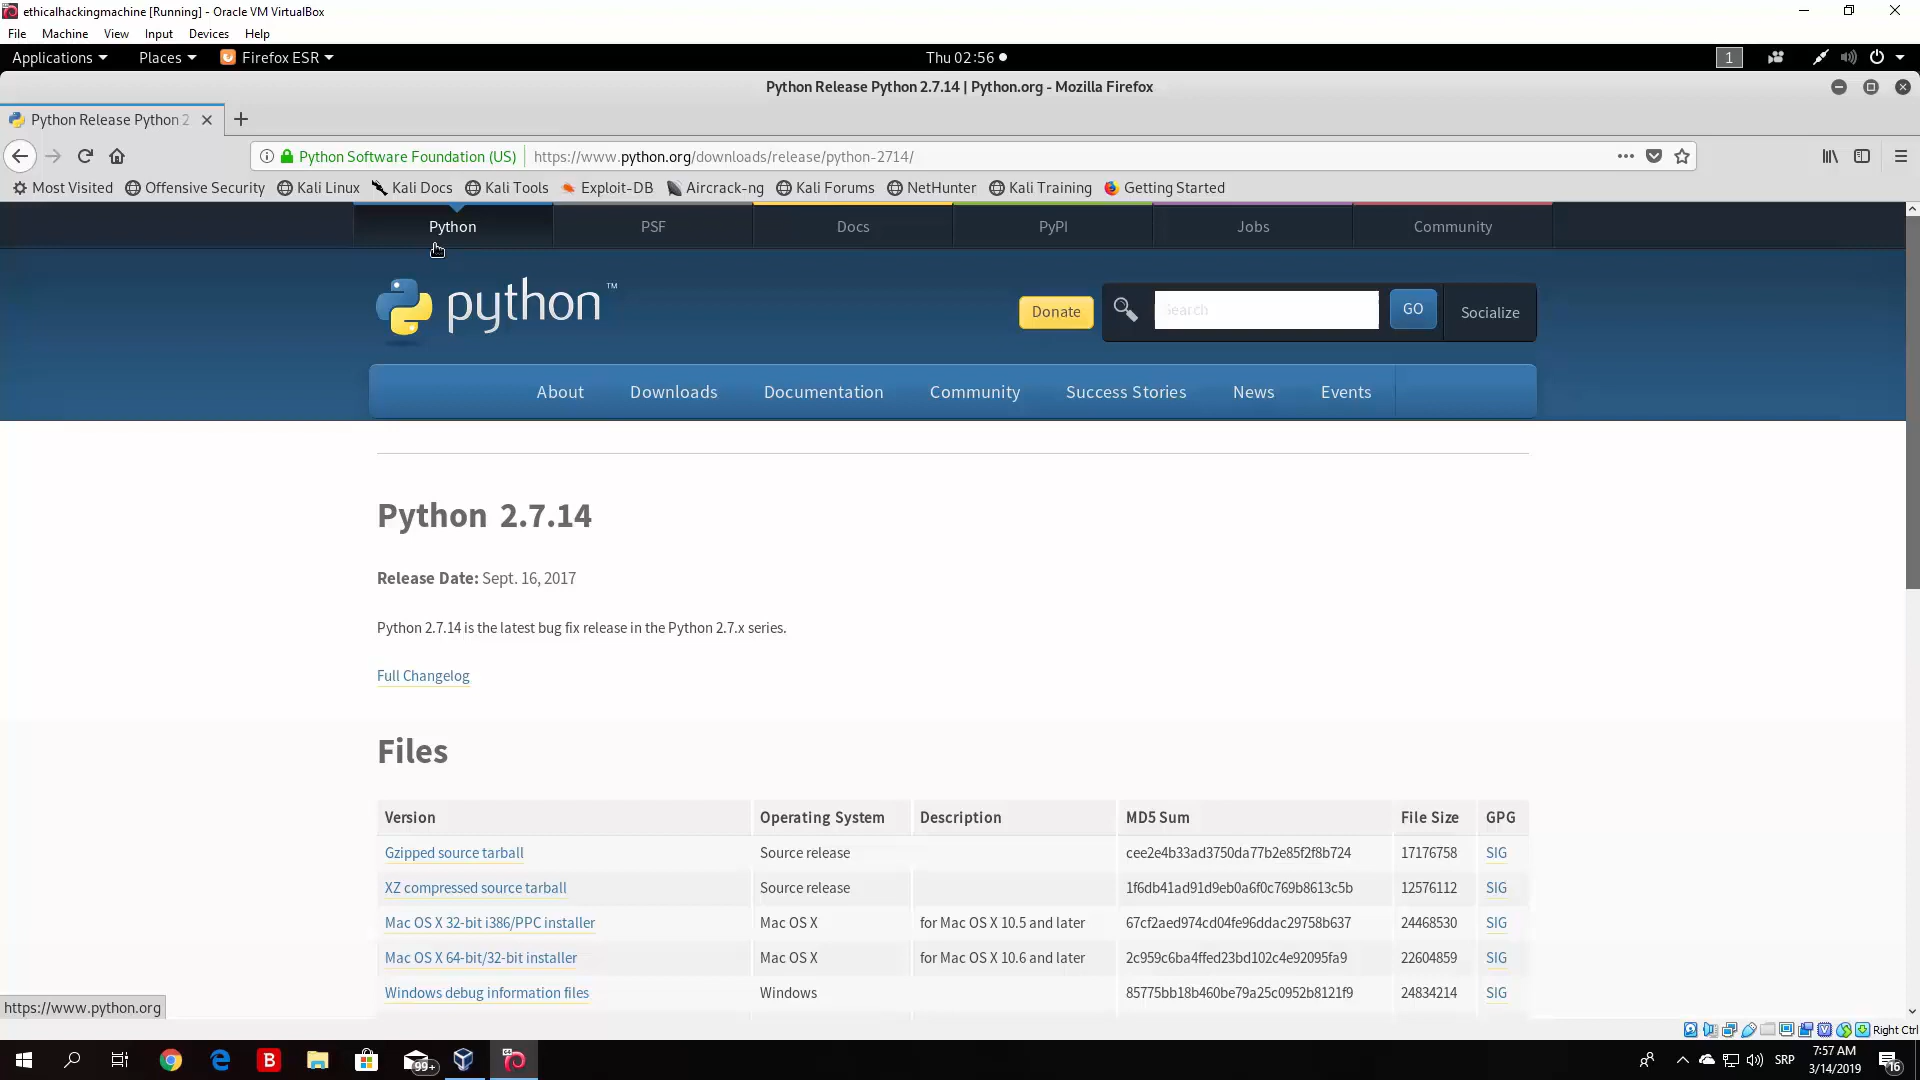 ethicalhackingmachine [Running] - Oracle VM VirtualBox
File Machine View Input Devices Help
Applications Places Firefox ESR Thu 02:56 1
Python Release Python 2.7.14 | Python.org - Mozilla Firefox
Python Release Python 2
Python Software Foundation (US) https://www.python.org/downloads/release/python-2714/
Most Visited Offensive Security Kali Linux Kali Docs Kali Tools Exploit-DB Aircrack-ng Kali Forums NetHunter Kali Training Getting Started
Python PSF Docs PyPI Jobs Community
python™ Donate Search GO Socialize
About Downloads Documentation Community Success Stories News Events
Python 2.7.14
Release Date: Sept. 16, 2017
Python 2.7.14 is the latest bug fix release in the Python 2.7.x series.
Full Changelog
Files
Version Operating System Description MD5 Sum File Size GPG
Gzipped source tarball Source release cee2e4b33ad3750da77b2e85f2f8b724 17176758 SIG
XZ compressed source tarball Source release 1f6db41ad91d9eb0a6f0c769b8613c5b 12576112 SIG
Mac OS X 32-bit i386/PPC installer Mac OS X for Mac OS X 10.5 and later 67cf2aed974cd04fe96ddac29758b637 24468530 SIG
Mac OS X 64-bit/32-bit installer Mac OS X for Mac OS X 10.6 and later 2c959c6ba4ffed23bd102c4e92095fa9 22604859 SIG
Windows debug information files Windows 85775bb18b460be79a25c0952b8121f9 24834214 SIG
https://www.python.org
Right Ctrl
99+ SRP 7:57 AM
3/14/2019 16